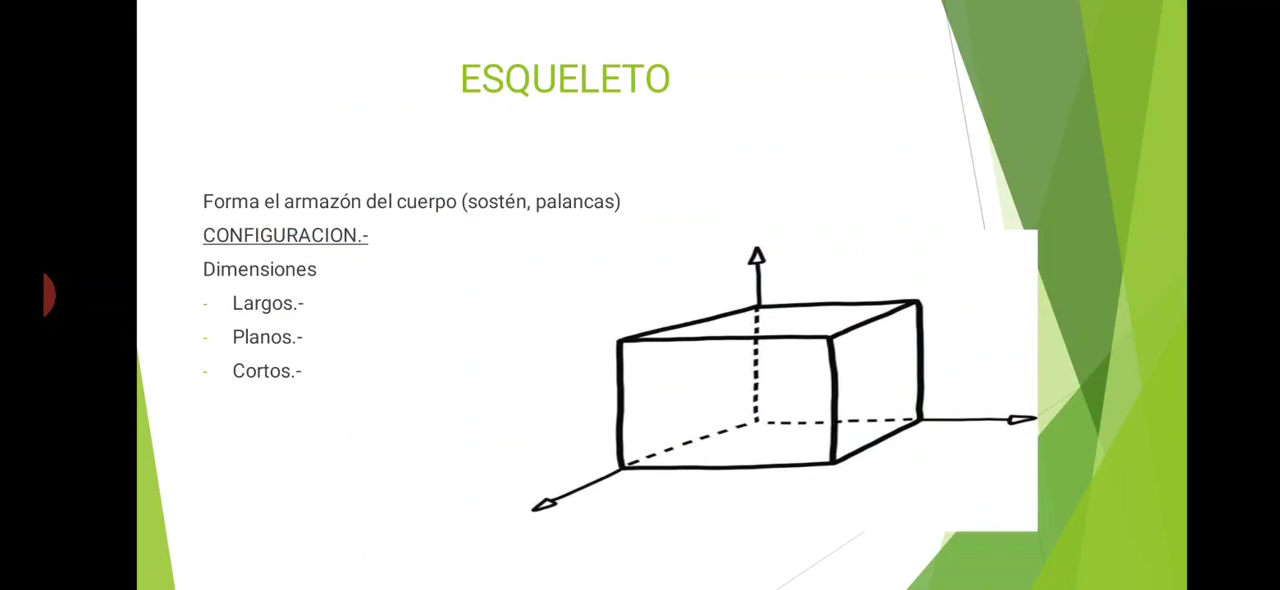 ESQUELETO
Forma el armazón del cuerpo (sostén, palancas)
CONFIGURACION.-
Dimensiones
- Largos.-
- Planos.-
- Cortos.-